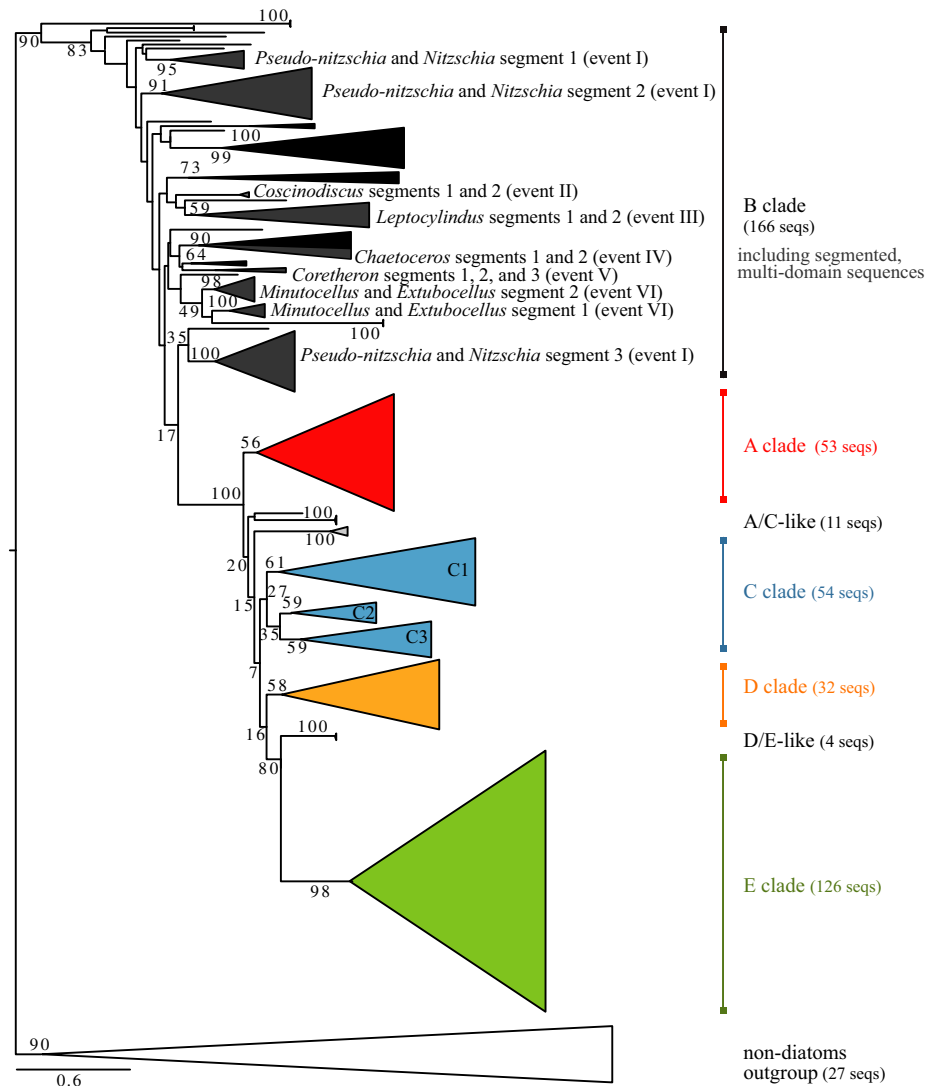 100
90
83
95
Pseudo-nitzschia and Nitzschia segment 1 (event I)
91
Pseudo-nitzschia and Nitzschia segment 2 (event I)
100
99
73
Coscinodiscus segments 1 and 2 (event II)
59
Leptocylindus segments 1 and 2 (event III)
90
Chaetoceros segments 1 and 2 (event IV)
64
Coretheron segments 1, 2, and 3 (event V)
98
Minutocellus and Extubocellus segment 2 (event VI)
49
100
Minutocellus and Extubocellus segment 1 (event VI)
100
35
100
Pseudo-nitzschia and Nitzschia segment 3 (event I)
B clade
(166 seqs)
including segmented,
multi-domain sequences
17
56
A clade (53 seqs)
100
100
A/C-like (11 seqs)
100
20
61
C1
15
27
59
C2
C clade (54 seqs)
35
59
C3
7
58
D clade (32 seqs)
16
100
D/E-like (4 seqs)
80
98
E clade (126 seqs)
90
non-diatoms
outgroup (27 seqs)
0.6